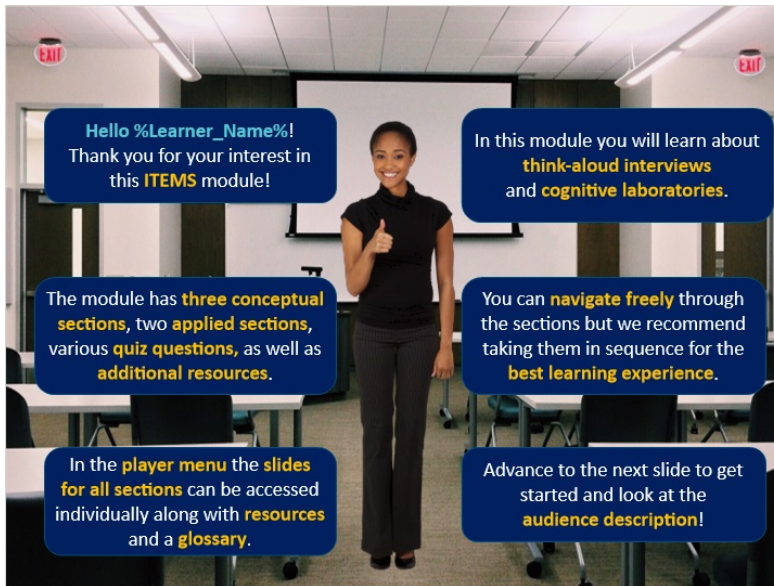 EXIT
EXIT
Hello %Learner_Name%!
Thank you for your interest in
this ITEMS module!
In this module you will learn about
think-aloud interviews
and cognitive laboratories.
The module has three conceptual
sections, two applied sections,
various quiz questions, as well as
additional resources.
You can navigate freely through
the sections but we recommend
taking them in sequence for the
best learning experience.
In the player menu the slides
for all sections can be accessed
individually along with resources
and a glossary.
Advance to the next slide to get
started and look at the
audience description!